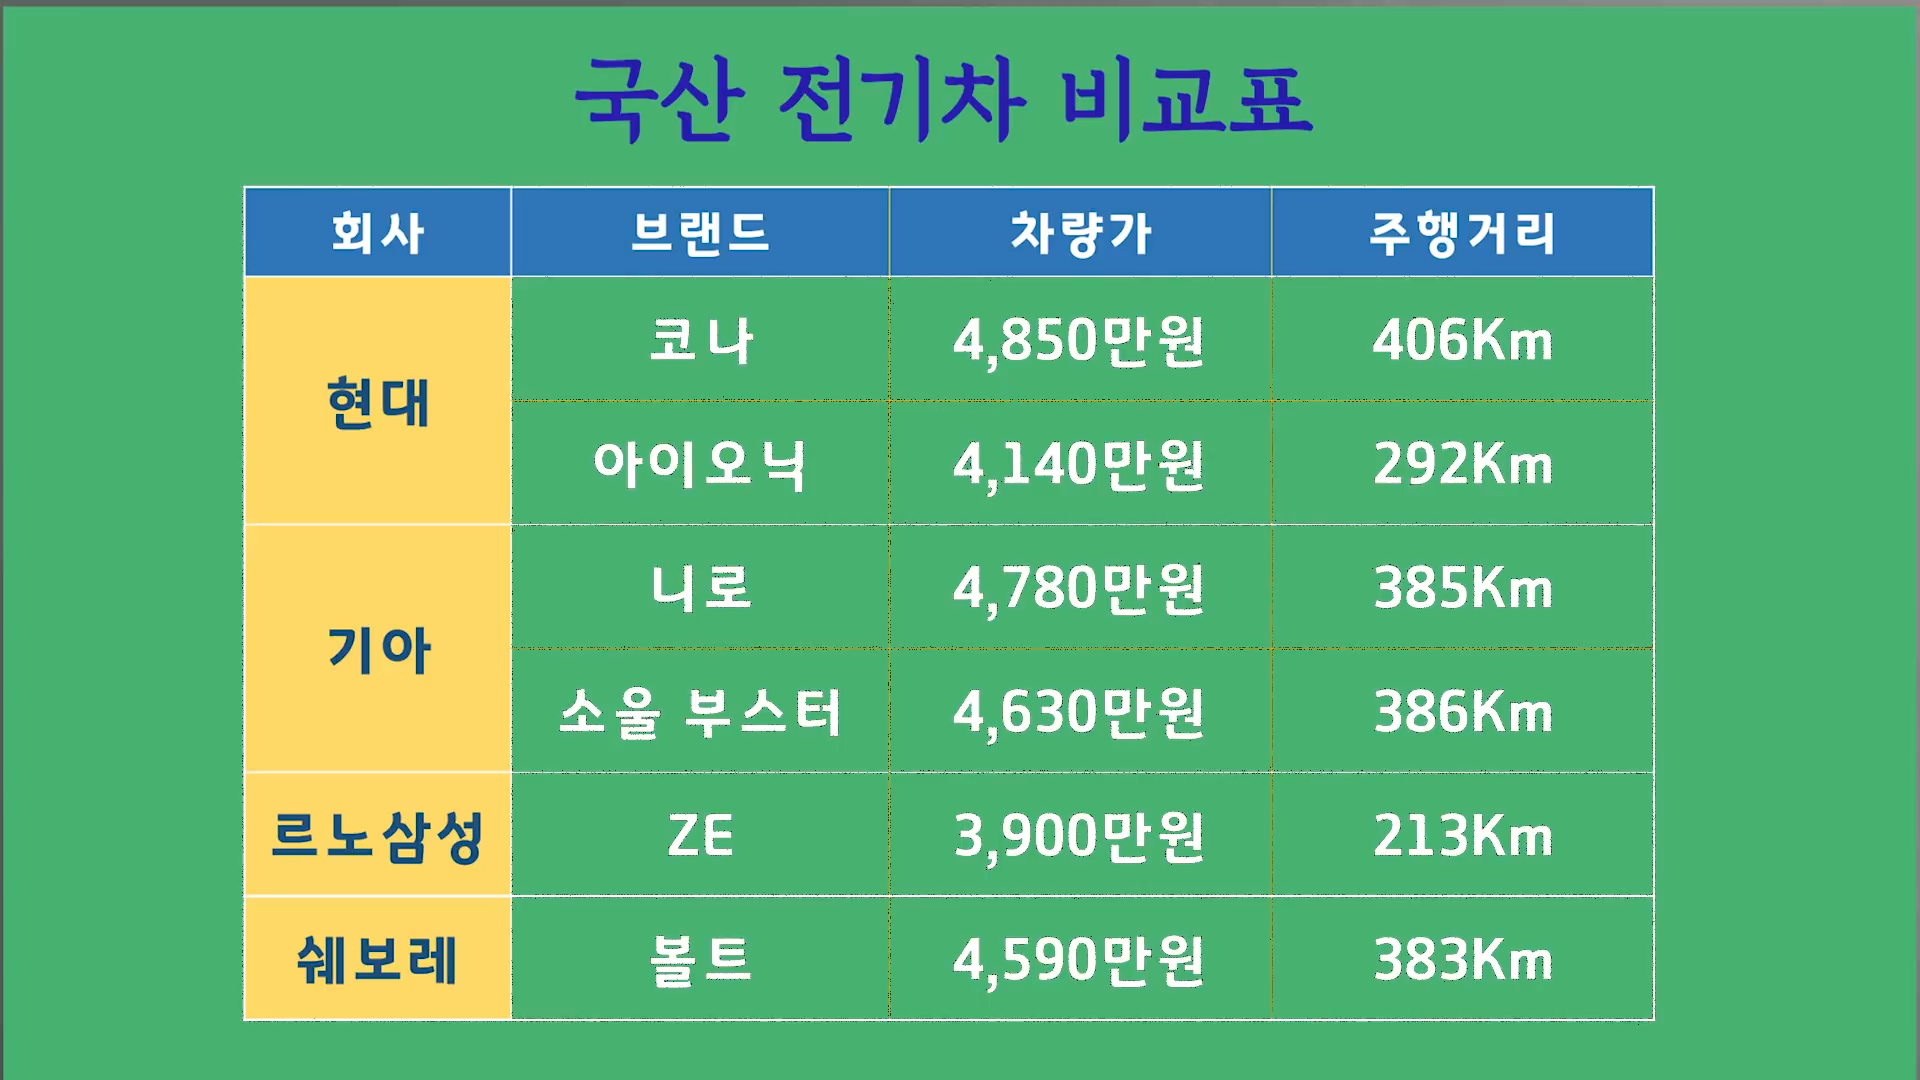 국산 전기차 비교표
회사 브랜드 차량가 주행거리
현대 코나 4,850만원 406Km
아이오닉 4,140만원 292Km
기아 니로 4,780만원 385Km
소울 부스터 4,630만원 386Km
르노삼성 ZE 3,900만원 213Km
쉐보레 볼트 4,590만원 383Km